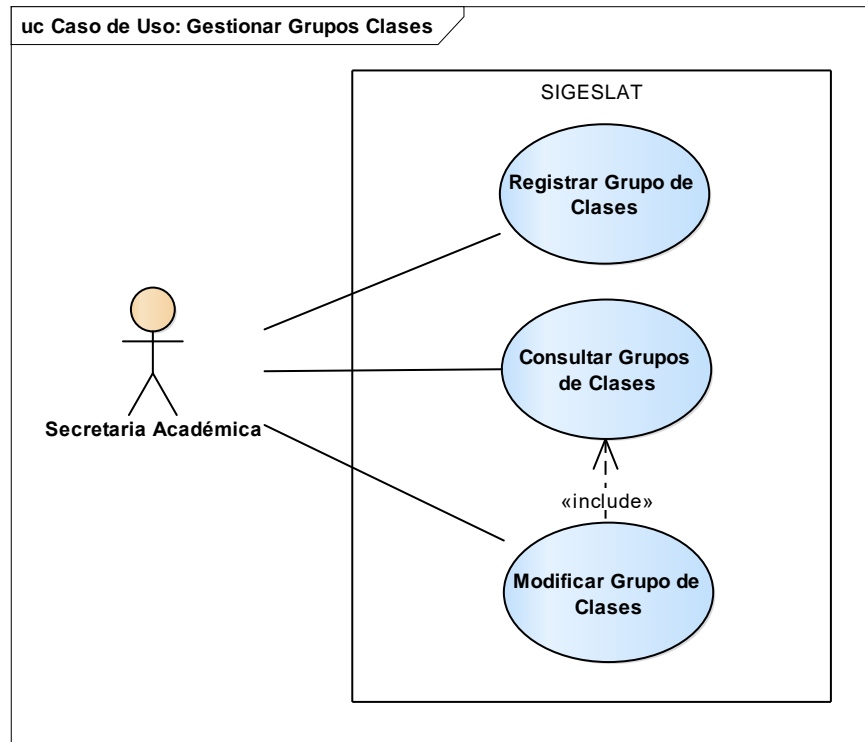 uc Caso de Uso: Gestionar Grupos Clases
SIGESLAT
Registrar Grupo de
Clases
Consultar Grupos
de Clases
Secretaria Académica
«include»
Modificar Grupo de
Clases